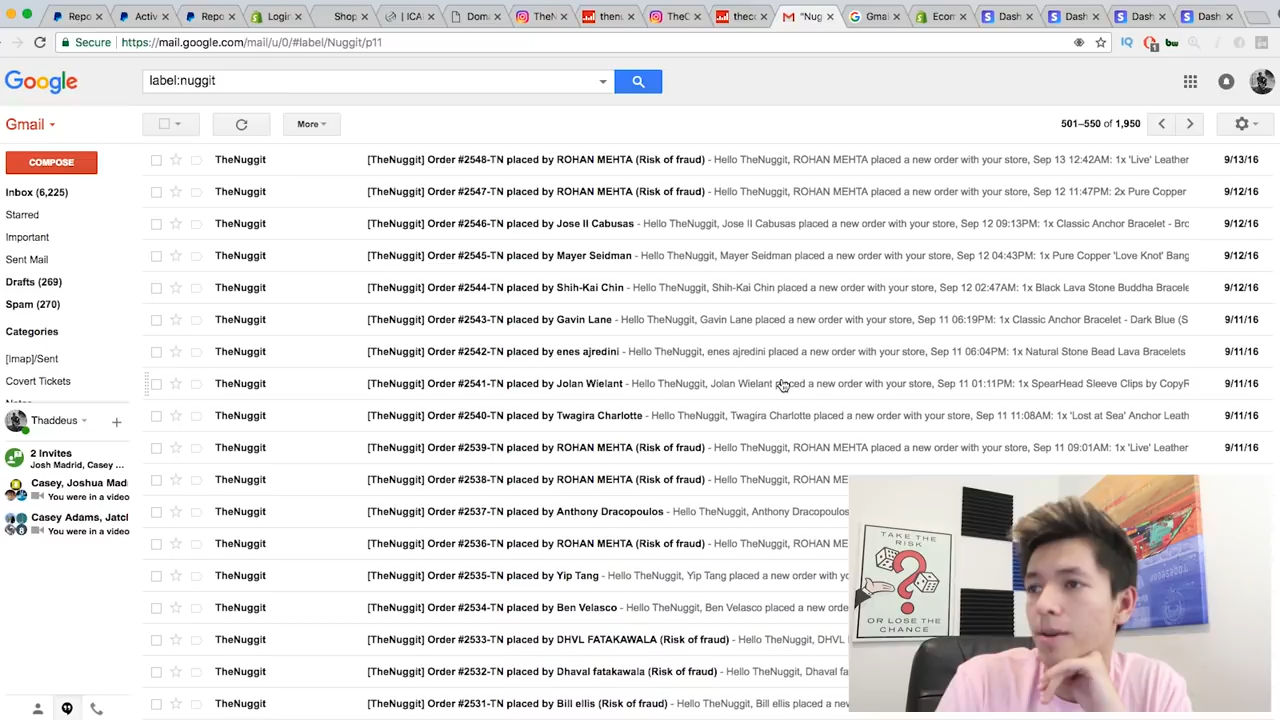 Repo
Activ
Repo
Login
Shop
| ICA
Doma
TheN
thenu
TheC
theco
"Nug
Gmai
Ecom
Dash
Dash
Dash
Dash
Secure https://mail.google.com/mail/u/0/#label/Nuggit/p11
Google
label:nuggit
Gmail
More
501–550 of 1,950
COMPOSE
Inbox (6,225)
Starred
Important
Sent Mail
Drafts (269)
Spam (270)
Categories
[Imap]/Sent
Covert Tickets
Thaddeus
2 Invites
Josh Madrid, Casey ...
Casey, Joshua Mad
You were in a video
Casey Adams, Jatcl
You were in a video
TheNuggit [TheNuggit] Order #2548-TN placed by ROHAN MEHTA (Risk of fraud) - Hello TheNuggit, ROHAN MEHTA placed a new order with your store, Sep 13 12:42AM: 1x 'Live' Leather 9/13/16
TheNuggit [TheNuggit] Order #2547-TN placed by ROHAN MEHTA (Risk of fraud) - Hello TheNuggit, ROHAN MEHTA placed a new order with your store, Sep 12 11:47PM: 2x Pure Copper 9/12/16
TheNuggit [TheNuggit] Order #2546-TN placed by Jose II Cabusas - Hello TheNuggit, Jose II Cabusas placed a new order with your store, Sep 12 09:13PM: 1x Classic Anchor Bracelet - Bro 9/12/16
TheNuggit [TheNuggit] Order #2545-TN placed by Mayer Seidman - Hello TheNuggit, Mayer Seidman placed a new order with your store, Sep 12 04:43PM: 1x Pure Copper 'Love Knot' Bang 9/12/16
TheNuggit [TheNuggit] Order #2544-TN placed by Shih-Kai Chin - Hello TheNuggit, Shih-Kai Chin placed a new order with your store, Sep 12 02:47AM: 1x Black Lava Stone Buddha Bracele 9/12/16
TheNuggit [TheNuggit] Order #2543-TN placed by Gavin Lane - Hello TheNuggit, Gavin Lane placed a new order with your store, Sep 11 06:19PM: 1x Classic Anchor Bracelet - Dark Blue (S 9/11/16
TheNuggit [TheNuggit] Order #2542-TN placed by enes ajredini - Hello TheNuggit, enes ajredini placed a new order with your store, Sep 11 06:04PM: 1x Natural Stone Bead Lava Bracelets 9/11/16
TheNuggit [TheNuggit] Order #2541-TN placed by Jolan Wielant - Hello TheNuggit, Jolan Wielant placed a new order with your store, Sep 11 01:11PM: 1x SpearHead Sleeve Clips by CopyR 9/11/16
TheNuggit [TheNuggit] Order #2540-TN placed by Twagira Charlotte - Hello TheNuggit, Twagira Charlotte placed a new order with your store, Sep 11 11:08AM: 1x 'Lost at Sea' Anchor Leath 9/11/16
TheNuggit [TheNuggit] Order #2539-TN placed by ROHAN MEHTA (Risk of fraud) - Hello TheNuggit, ROHAN MEHTA placed a new order with your store, Sep 11 09:01AM: 1x 'Live' Leather 9/11/16
TheNuggit [TheNuggit] Order #2538-TN placed by ROHAN MEHTA (Risk of fraud) - Hello TheNuggit, ROHAN ME
TheNuggit [TheNuggit] Order #2537-TN placed by Anthony Dracopoulos - Hello TheNuggit, Anthony Dracopoulos
TheNuggit [TheNuggit] Order #2536-TN placed by ROHAN MEHTA (Risk of fraud) - Hello TheNuggit, ROHAN ME
TheNuggit [TheNuggit] Order #2535-TN placed by Yip Tang - Hello TheNuggit, Yip Tang placed a new order with yo
TheNuggit [TheNuggit] Order #2534-TN placed by Ben Velasco - Hello TheNuggit, Ben Velasco placed a new orde
TheNuggit [TheNuggit] Order #2533-TN placed by DHVL FATAKAWALA (Risk of fraud) - Hello TheNuggit, DHVL
TheNuggit [TheNuggit] Order #2532-TN placed by Dhaval fatakawala (Risk of fraud) - Hello TheNuggit, Dhaval fa
TheNuggit [TheNuggit] Order #2531-TN placed by Bill ellis (Risk of fraud) - Hello TheNuggit, Bill ellis placed a new
TAKE THE
RISK
OR LOSE THE
CHANCE